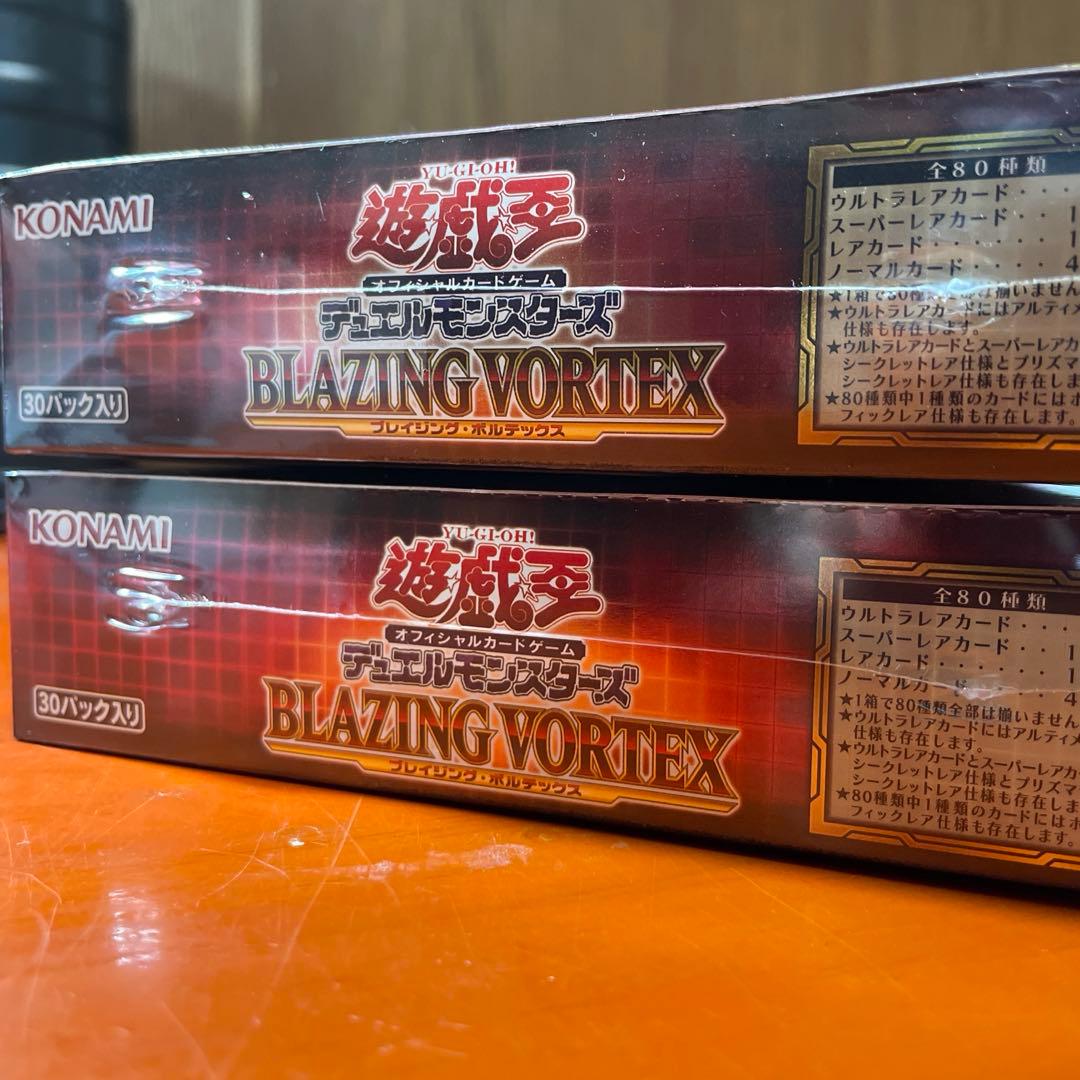 KONAMI
YU-GI-OH!
遊戯王
オフィシャルカードゲーム
デュエルモンスターズ
BLAZING VORTEX
ブレイジング・ボルテックス
30パック入り
全80種類
ウルトラレアカード・・・
スーパーレアカード・・1
レアカード・・・・・・1
ノーマルカード・・・・4
★1箱で80種類全部は揃いません
★ウルトラレアカードにはアルティメ
仕様も存在します。
★ウルトラレアカードとスーパーレアカ
シークレットレア仕様とプリズマ
シークレットレア仕様も存在しま
★80種類中1種類のカードにはホ
フィックレア仕様も存在します。
KONAMI
YU-GI-OH!
遊戯王
オフィシャルカードゲーム
デュエルモンスターズ
BLAZING VORTEX
ブレイジング・ボルテックス
30パック入り
全80種類
ウルトラレアカード・・・
スーパーレアカード・・1
レアカード・・・・・・1
ノーマルカード・・・・4
★1箱で80種類全部は揃いません
★ウルトラレアカードにはアルティメ
仕様も存在します。
★ウルトラレアカードとスーパーレアカ
シークレットレア仕様とプリズマ
シークレットレア仕様も存在しま
★80種類中1種類のカードにはホ
フィックレア仕様も存在します。